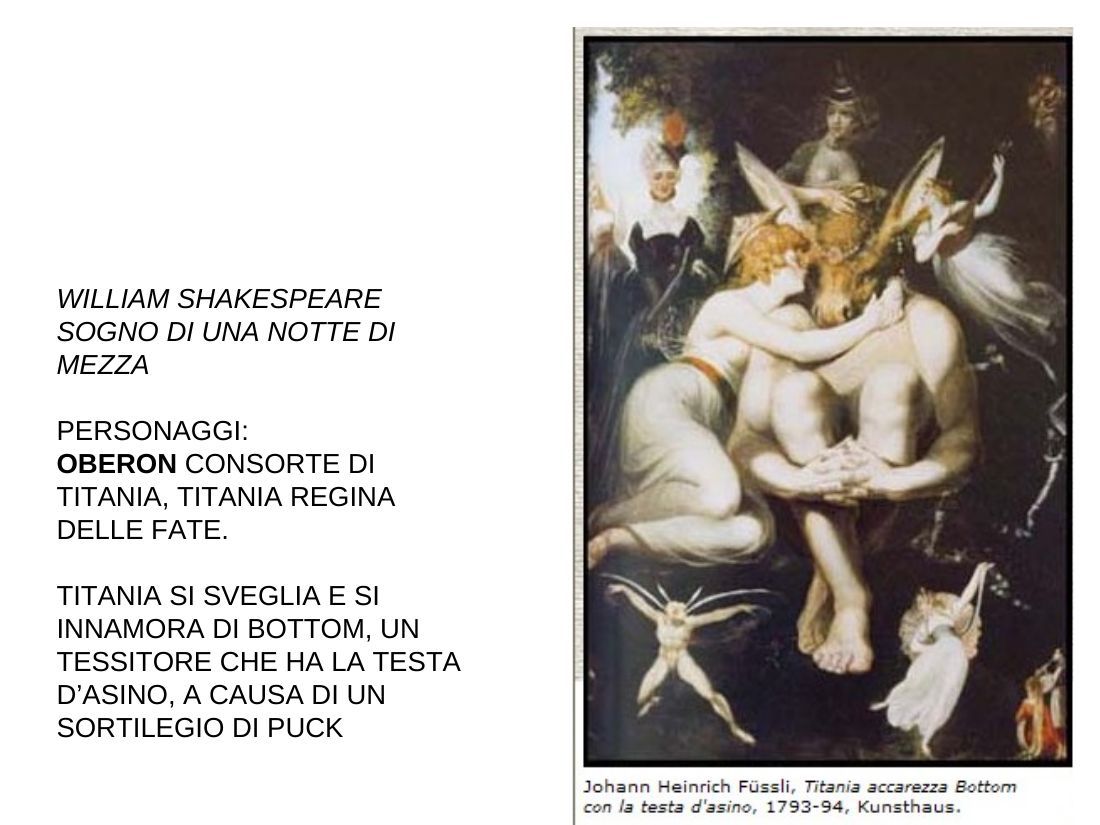 WILLIAM SHAKESPEARE
SOGNO DI UNA NOTTE DI
MEZZA
PERSONAGGI:
OBERON CONSORTE DI
TITANIA, TITANIA REGINA
DELLE FATE.
TITANIA SI SVEGLIA E SI
INNAMORA DI BOTTOM, UN
TESSITORE CHE HA LA TESTA
D’ASINO, A CAUSA DI UN
SORTILEGIO DI PUCK
Johann Heinrich Füssli, Titania accarezza Bottom
con la testa d'asino, 1793-94, Kunsthaus.